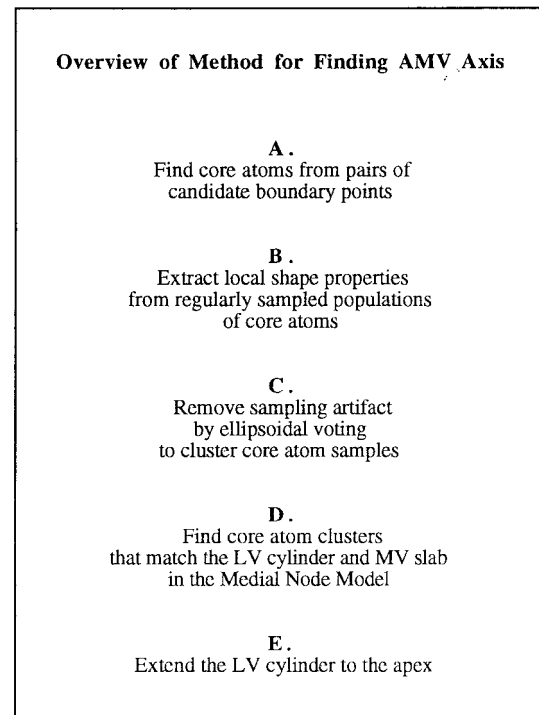 Overview of Method for Finding AMV Axis
A.
Find core atoms from pairs of
candidate boundary points
B.
Extract local shape properties
from regularly sampled populations
of core atoms
C.
Remove sampling artifact
by ellipsoidal voting
to cluster core atom samples
D.
Find core atom clusters
that match the LV cylinder and MV slab
in the Medial Node Model
E.
Extend the LV cylinder to the apex